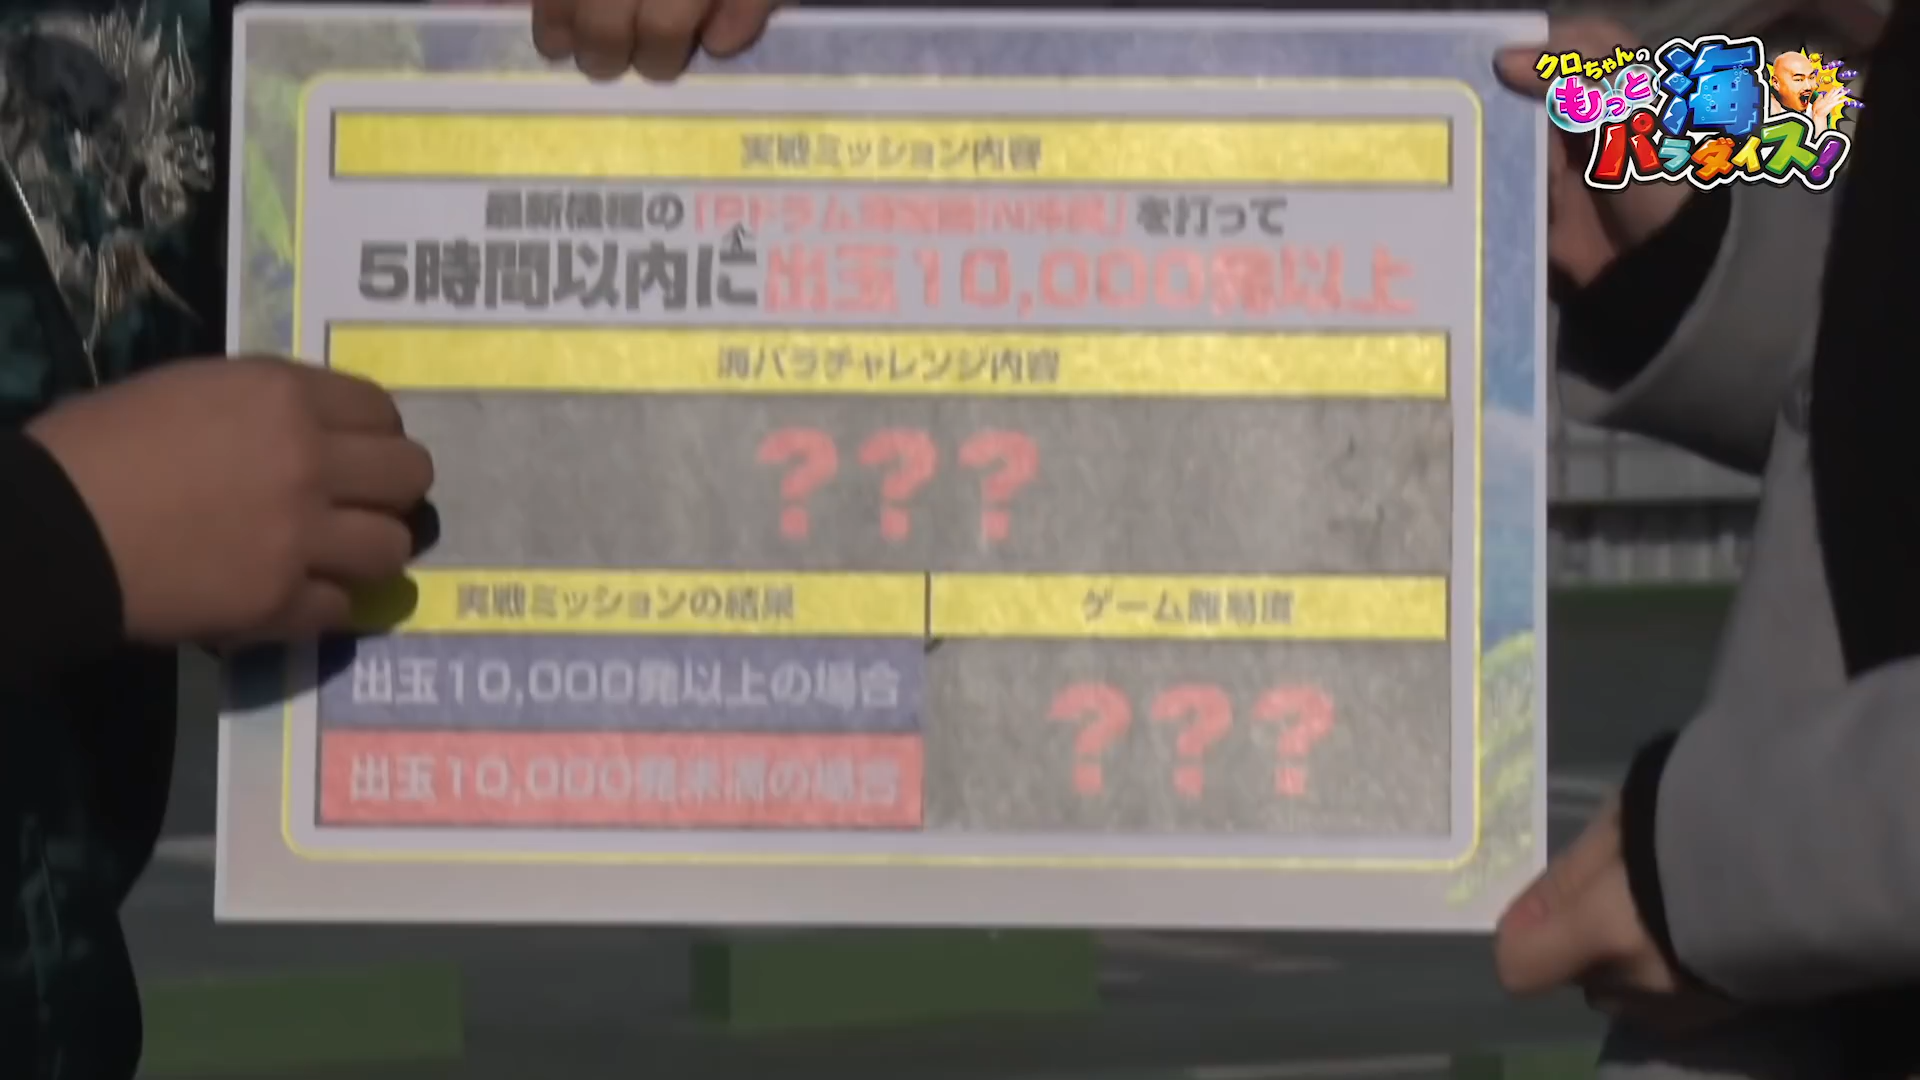 クロちゃんの
もっと海
パラダイス!
実戦ミッション内容
最新機種の「Pドラム海物語IN沖縄」を打って
5時間以内に出玉10,000発以上
海パラチャレンジ内容
???
実戦ミッションの結果
ゲーム難易度
出玉10,000発以上の場合
???
出玉10,000発未満の場合